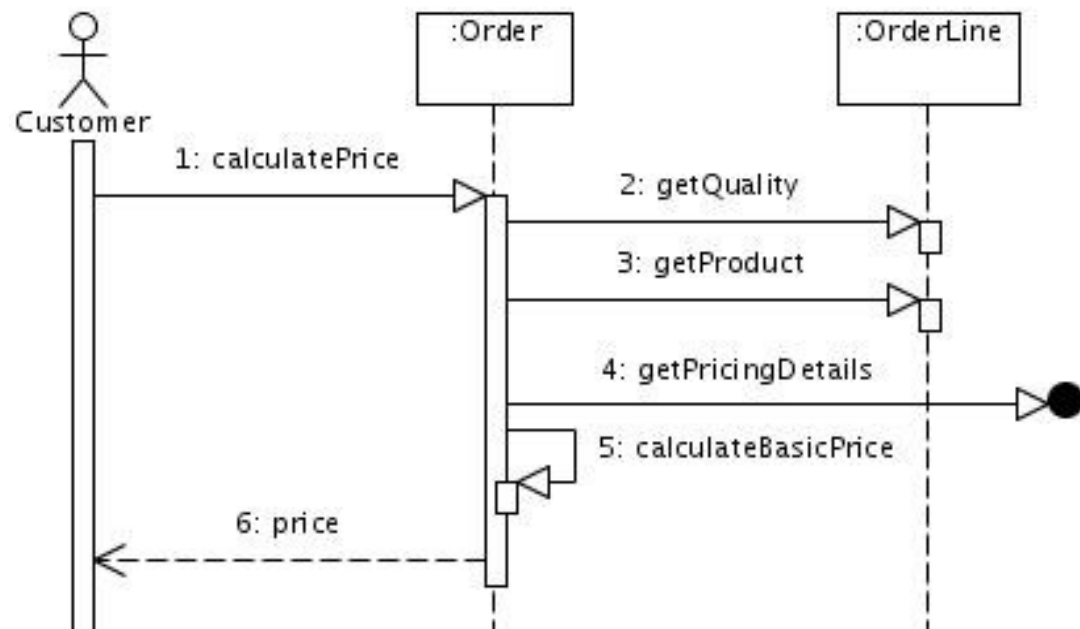 :Order
:OrderLine
Customer
1: calculatePrice
2: getQuality
3: getProduct
4: getPricingDetails
5: calculateBasicPrice
6: price